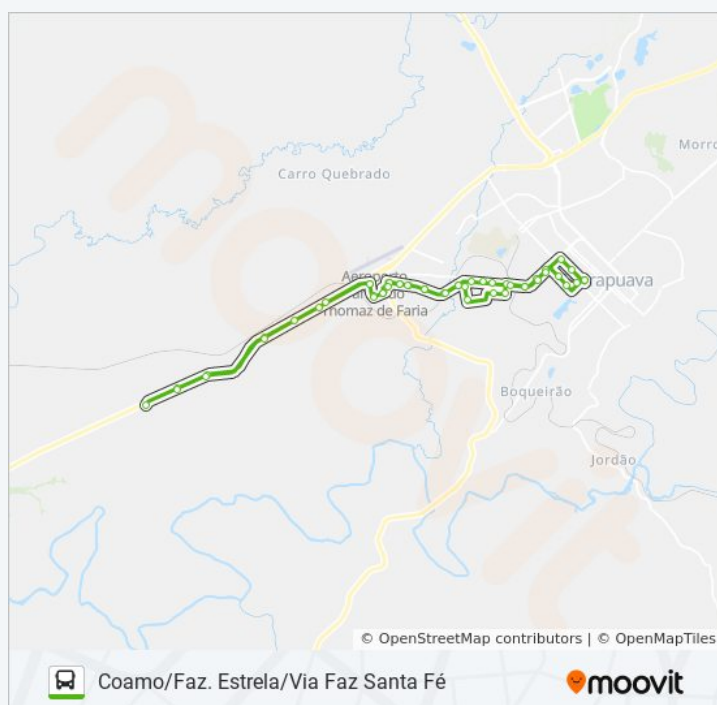 Carro Quebrado
Morro
Aeroporto
Thomaz de Faria
Boqueirão
Jordão
© OpenStreetMap contributors | © OpenMapTiles
Coamo/Faz. Estrela/Via Faz Santa Fé
moovit